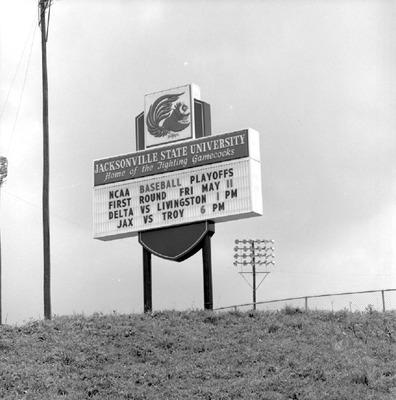 JACKSONVILLE STATE UNIVERSITY
Home of the Fighting Gamecocks
NCAA BASEBALL PLAYOFFS
FIRST ROUND FRI MAY 11
DELTA VS LIVINGSTON 1 PM
JAX VS TROY 6 PM